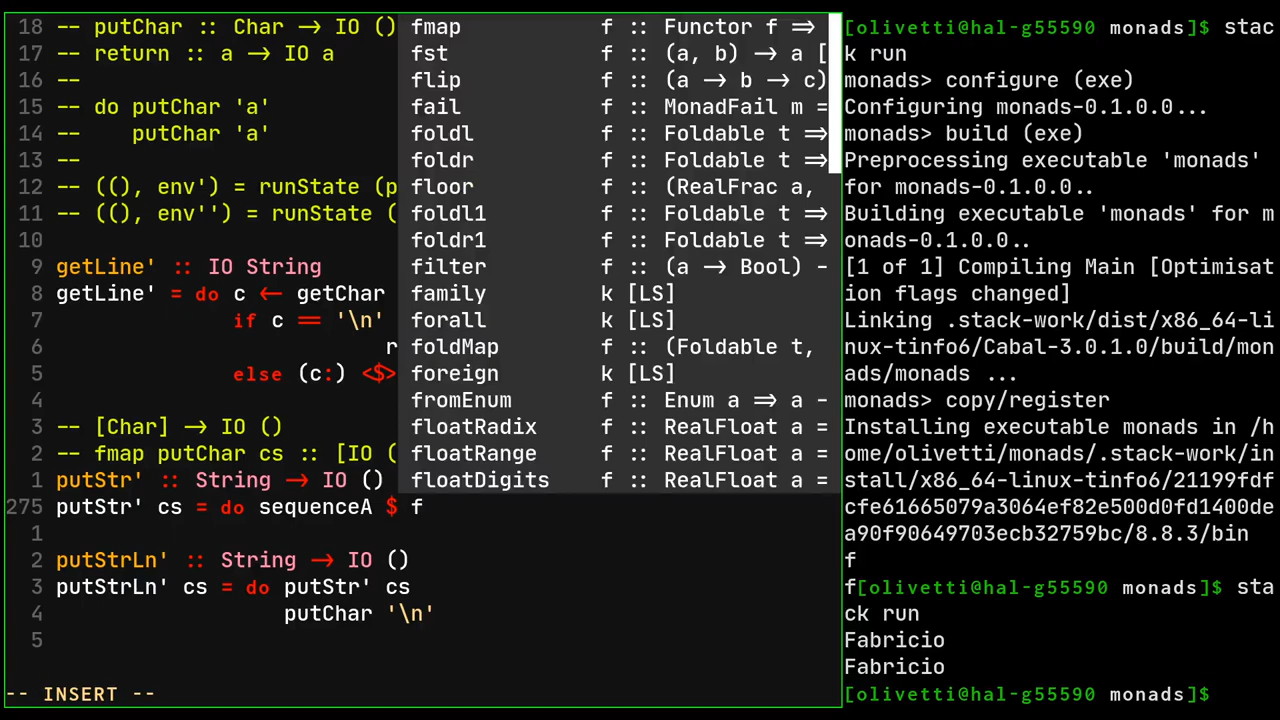 18 -- putChar :: Char → IO ()
17 -- return :: a → IO a
16 --
15 -- do putChar 'a'
14 --    putChar 'a'
13 --
12 -- ((), env') = runState (p
11 -- ((), env'') = runState (
10
9 getLine' :: IO String
8 getLine' = do c ← getChar
7 if c == '\n'
6 r
5 else (c:) <$>
4
3 -- [Char] → IO ()
2 -- fmap putChar cs :: [IO (
1 putStr' :: String → IO ()
275 putStr' cs = do sequenceA $ f
1
2 putStrLn' :: String → IO ()
3 putStrLn' cs = do putStr' cs
4 putChar '\n'
5
-- INSERT --
fmap f :: Functor f ⇒
fst f :: (a, b) → a [
flip f :: (a → b → c)
fail f :: MonadFail m =
foldl f :: Foldable t ⇒
foldr f :: Foldable t ⇒
floor f :: (RealFrac a,
foldl1 f :: Foldable t ⇒
foldr1 f :: Foldable t ⇒
filter f :: (a → Bool) -
family k [LS]
forall k [LS]
foldMap f :: (Foldable t,
foreign k [LS]
fromEnum f :: Enum a ⇒ a -
floatRadix f :: RealFloat a =
floatRange f :: RealFloat a =
floatDigits f :: RealFloat a =
[olivetti@hal-g55590 monads]$ stac
k run
monads> configure (exe)
Configuring monads-0.1.0.0...
monads> build (exe)
Preprocessing executable 'monads'
for monads-0.1.0.0..
Building executable 'monads' for m
onads-0.1.0.0..
[1 of 1] Compiling Main [Optimisat
ion flags changed]
Linking .stack-work/dist/x86_64-li
nux-tinfo6/Cabal-3.0.1.0/build/mon
ads/monads ...
monads> copy/register
Installing executable monads in /h
ome/olivetti/monads/.stack-work/in
stall/x86_64-linux-tinfo6/21199fdf
cfe61665079a3064ef82e500d0fd1400de
a90f90649703ecb32759bc/8.8.3/bin
f
f[olivetti@hal-g55590 monads]$ sta
ck run
Fabricio
Fabricio
[olivetti@hal-g55590 monads]$